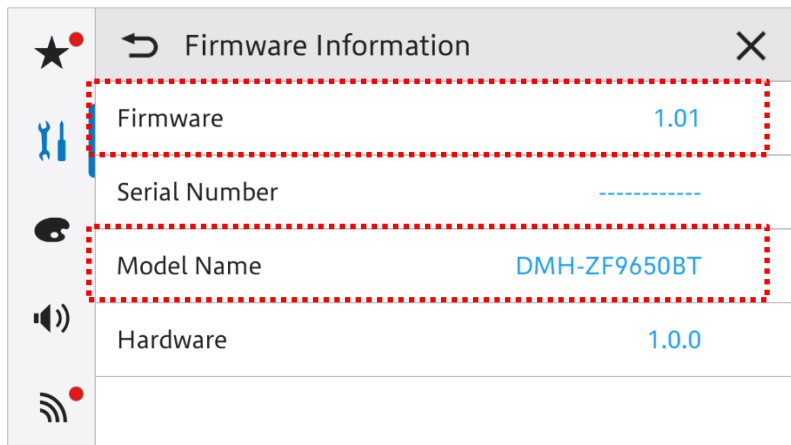 Firmware Information
Firmware 1.01
Serial Number ------------
Model Name DMH-ZF9650BT
Hardware 1.0.0